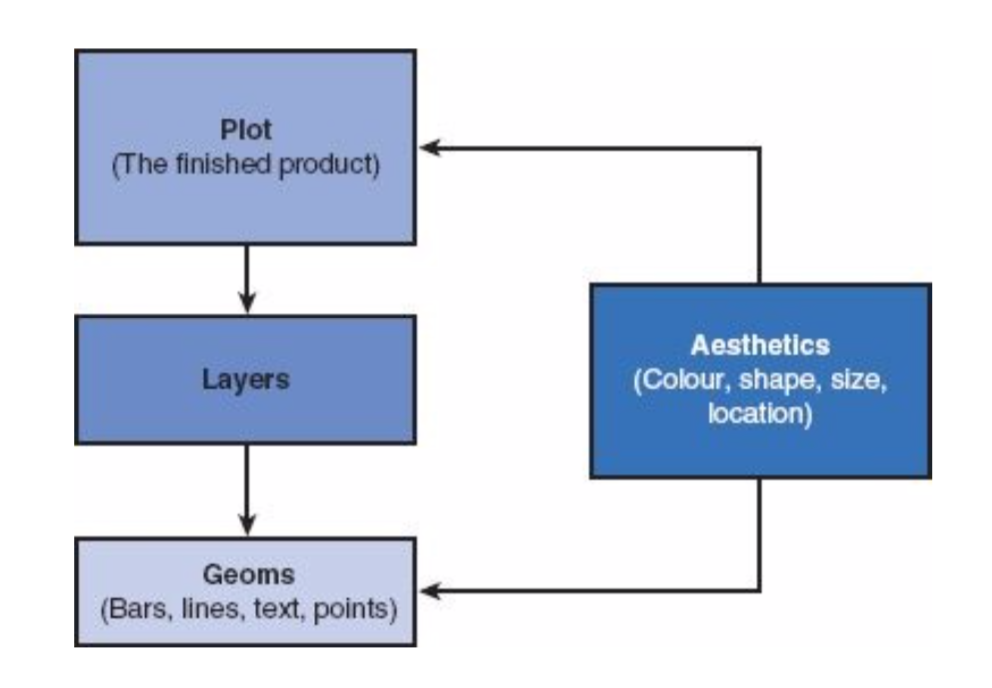 Plot
(The finished product)
Layers
Aesthetics
(Colour, shape, size,
location)
Geoms
(Bars, lines, text, points)